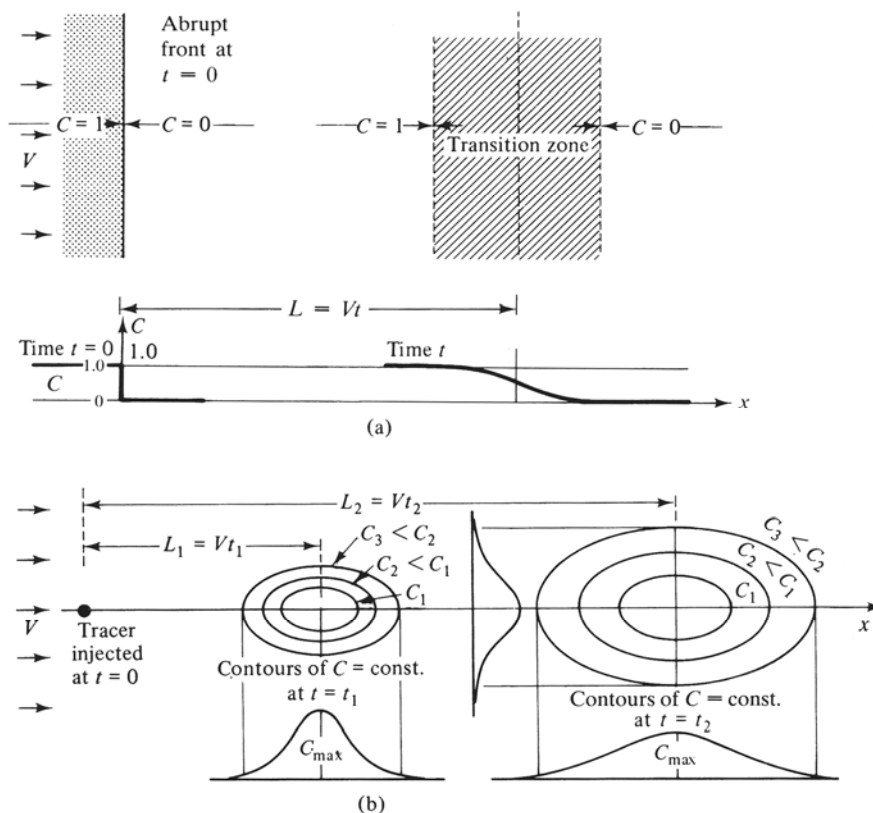 Abrupt
front at
t = 0
C = 1
C = 0
V
C = 1
Transition zone
C = 0
L = Vt
C
Time t = 0
1.0
Time t
1.0
C
0
x
(a)
L₂ = Vt₂
L₁ = Vt₁
C₃ < C₂
C₂ < C₁
C₁
C₃ < C₂
C₂ < C₁
C₁
V
x
Tracer
injected
at t = 0
Contours of C = const.
at t = t₁
Contours of C = const.
at t = t₂
Cmax
Cmax
(b)